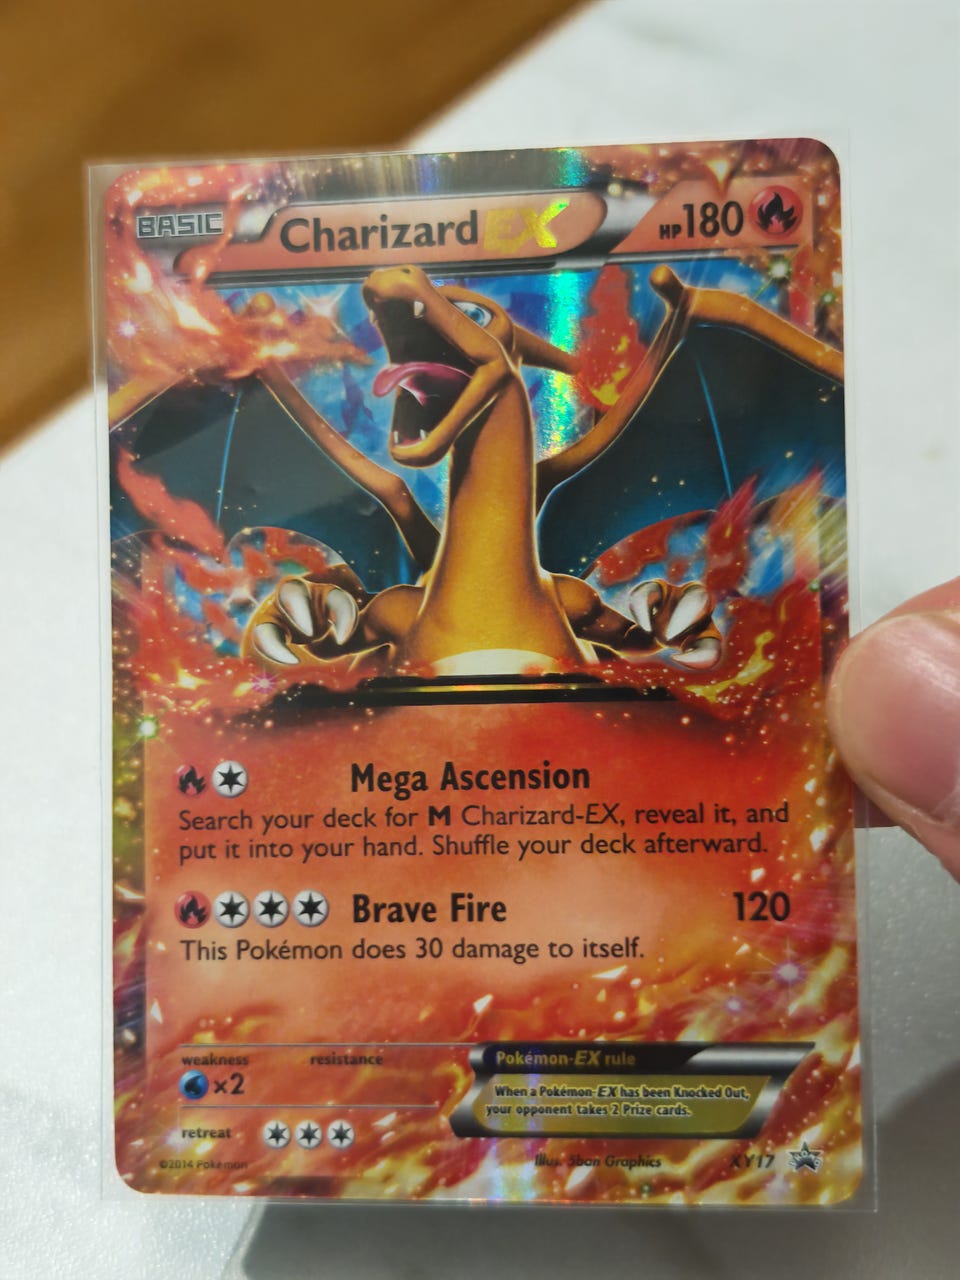 BASIC
Charizard EX
HP 180
Mega Ascension
Search your deck for M Charizard-EX, reveal it, and
put it into your hand. Shuffle your deck afterward.
Brave Fire 120
This Pokémon does 30 damage to itself.
weakness resistance
×2
retreat
Pokémon-EX rule
When a Pokémon-EX has been Knocked Out,
your opponent takes 2 Prize cards.
©2014 Pokémon
Illus. 5ban Graphics
XY17